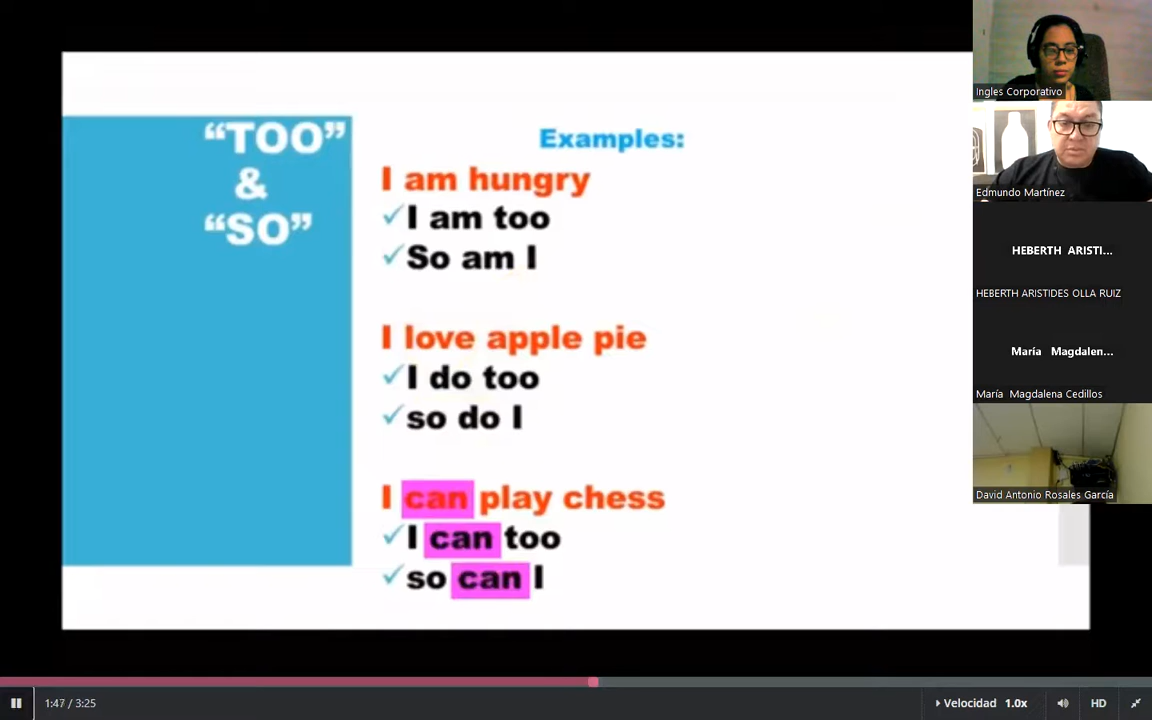 “TOO”
&
“SO”
Examples:
I am hungry
✓I am too
✓So am I
I love apple pie
✓I do too
✓so do I
I can play chess
✓I can too
✓so can I
Ingles Corporativo
Edmundo Martínez
HEBERTH ARISTI...
HEBERTH ARISTIDES OLLA RUIZ
María Magdalen...
María Magdalena Cedillos
David Antonio Rosales García
1:47 / 3:25
Velocidad 1.0x
HD